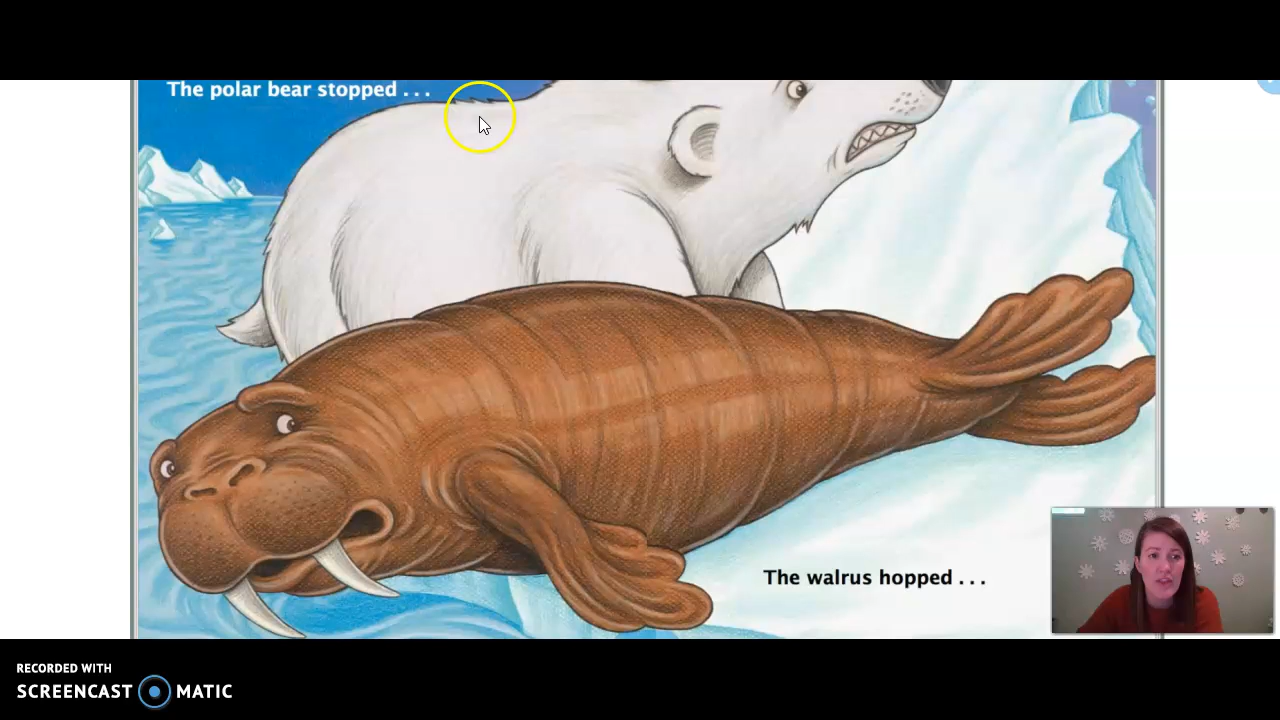 The polar bear stopped . . .
The walrus hopped . . .
RECORDED WITH
SCREENCAST MATIC